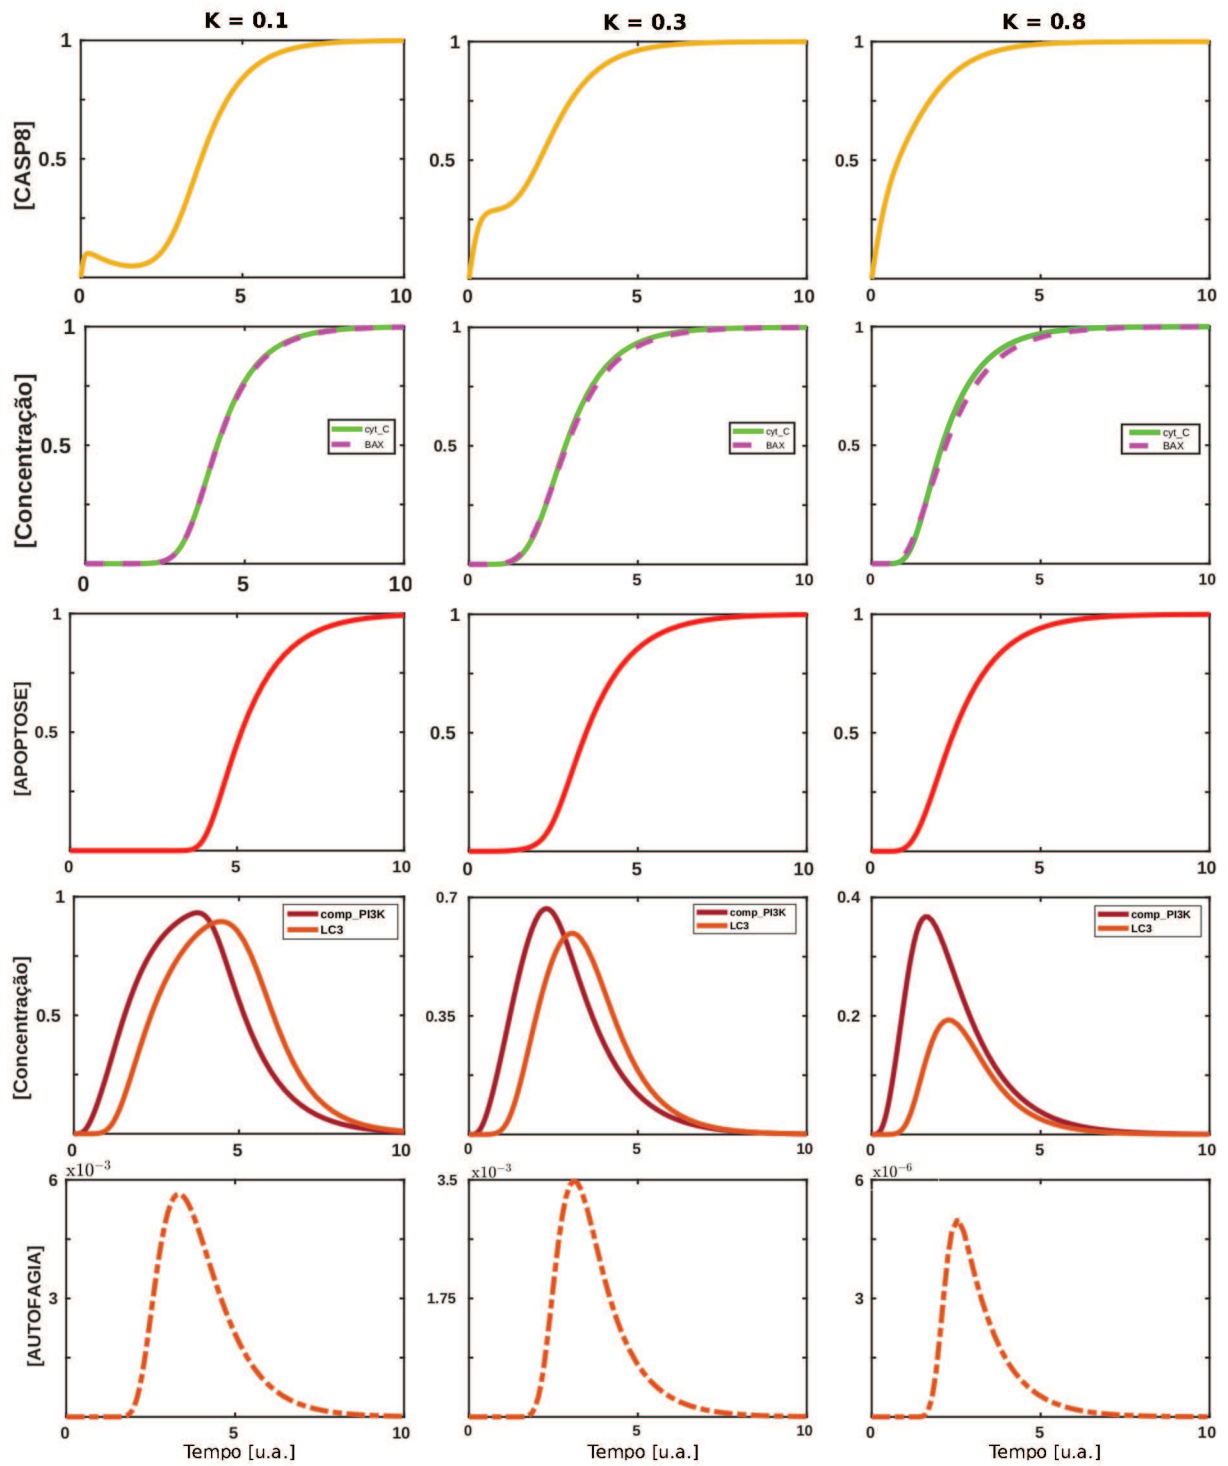 K = 0.1 K = 0.3 K = 0.8
[CASP8]
1 1 1
0.5 0.5 0.5
0 5 10 0 5 10 0 5 10
[Concentração]
1 1 1
cyt_C cyt_C cyt_C
BAX BAX BAX
0.5 0.5 0.5
0 5 10 0 5 10 0 5 10
[APOPTOSE]
1 1 1
0.5 0.5 0.5
0 5 10 0 5 10 0 5 10
[Concentração]
1 0.7 0.4
comp_PI3K comp_PI3K comp_PI3K
LC3 LC3 LC3
0.5 0.35 0.2
0 5 10 0 5 10 0 5 10
[AUTOFAGIA]
x10⁻³ x10⁻³ x10⁻⁶
6 3.5 6
3 1.75 3
0 5 10 0 5 10 0 5 10
Tempo [u.a.] Tempo [u.a.] Tempo [u.a.]